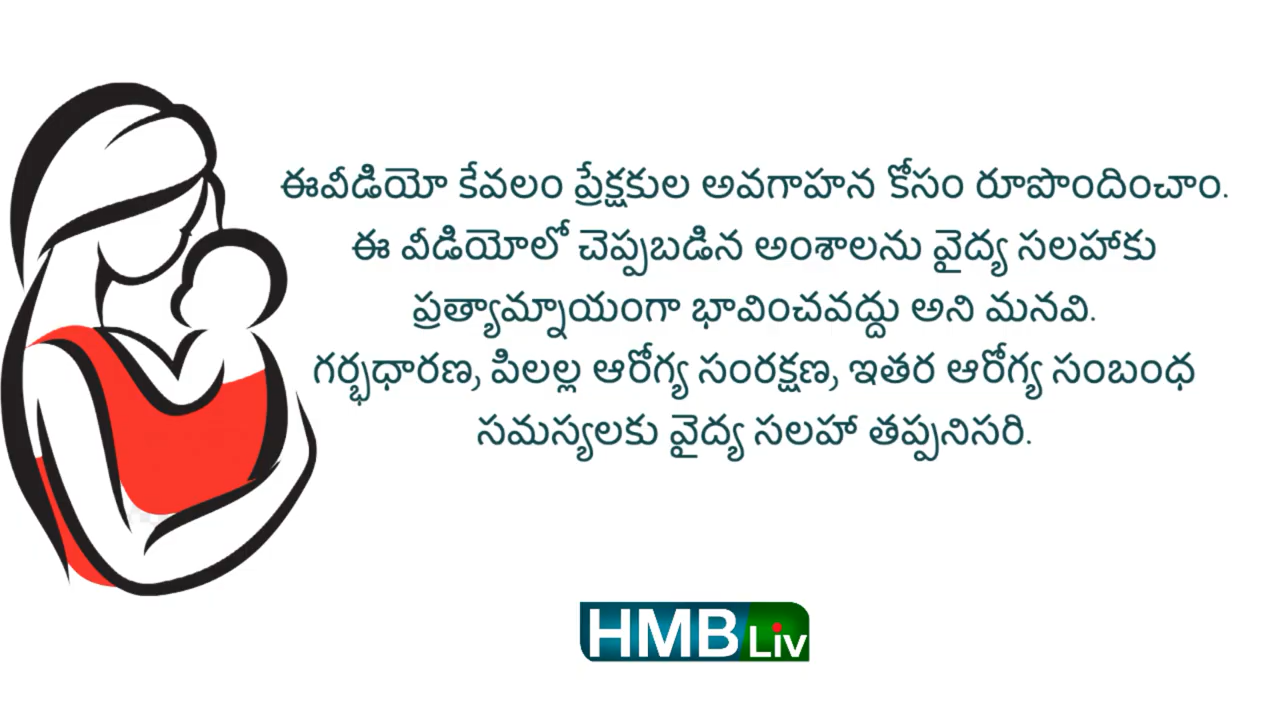 ఈవీడియో కేవలం ప్రేక్షకుల అవగాహన కోసం రూపొందించాం.
ఈ వీడియోలో చెప్పబడిన అంశాలను వైద్య సలహాకు
ప్రత్యామ్నాయంగా భావించవద్దు అని మనవి.
గర్భధారణ, పిలల్ల ఆరోగ్య సంరక్షణ, ఇతర ఆరోగ్య సంబంధ
సమస్యలకు వైద్య సలహా తప్పనిసరి.
HMB Liv